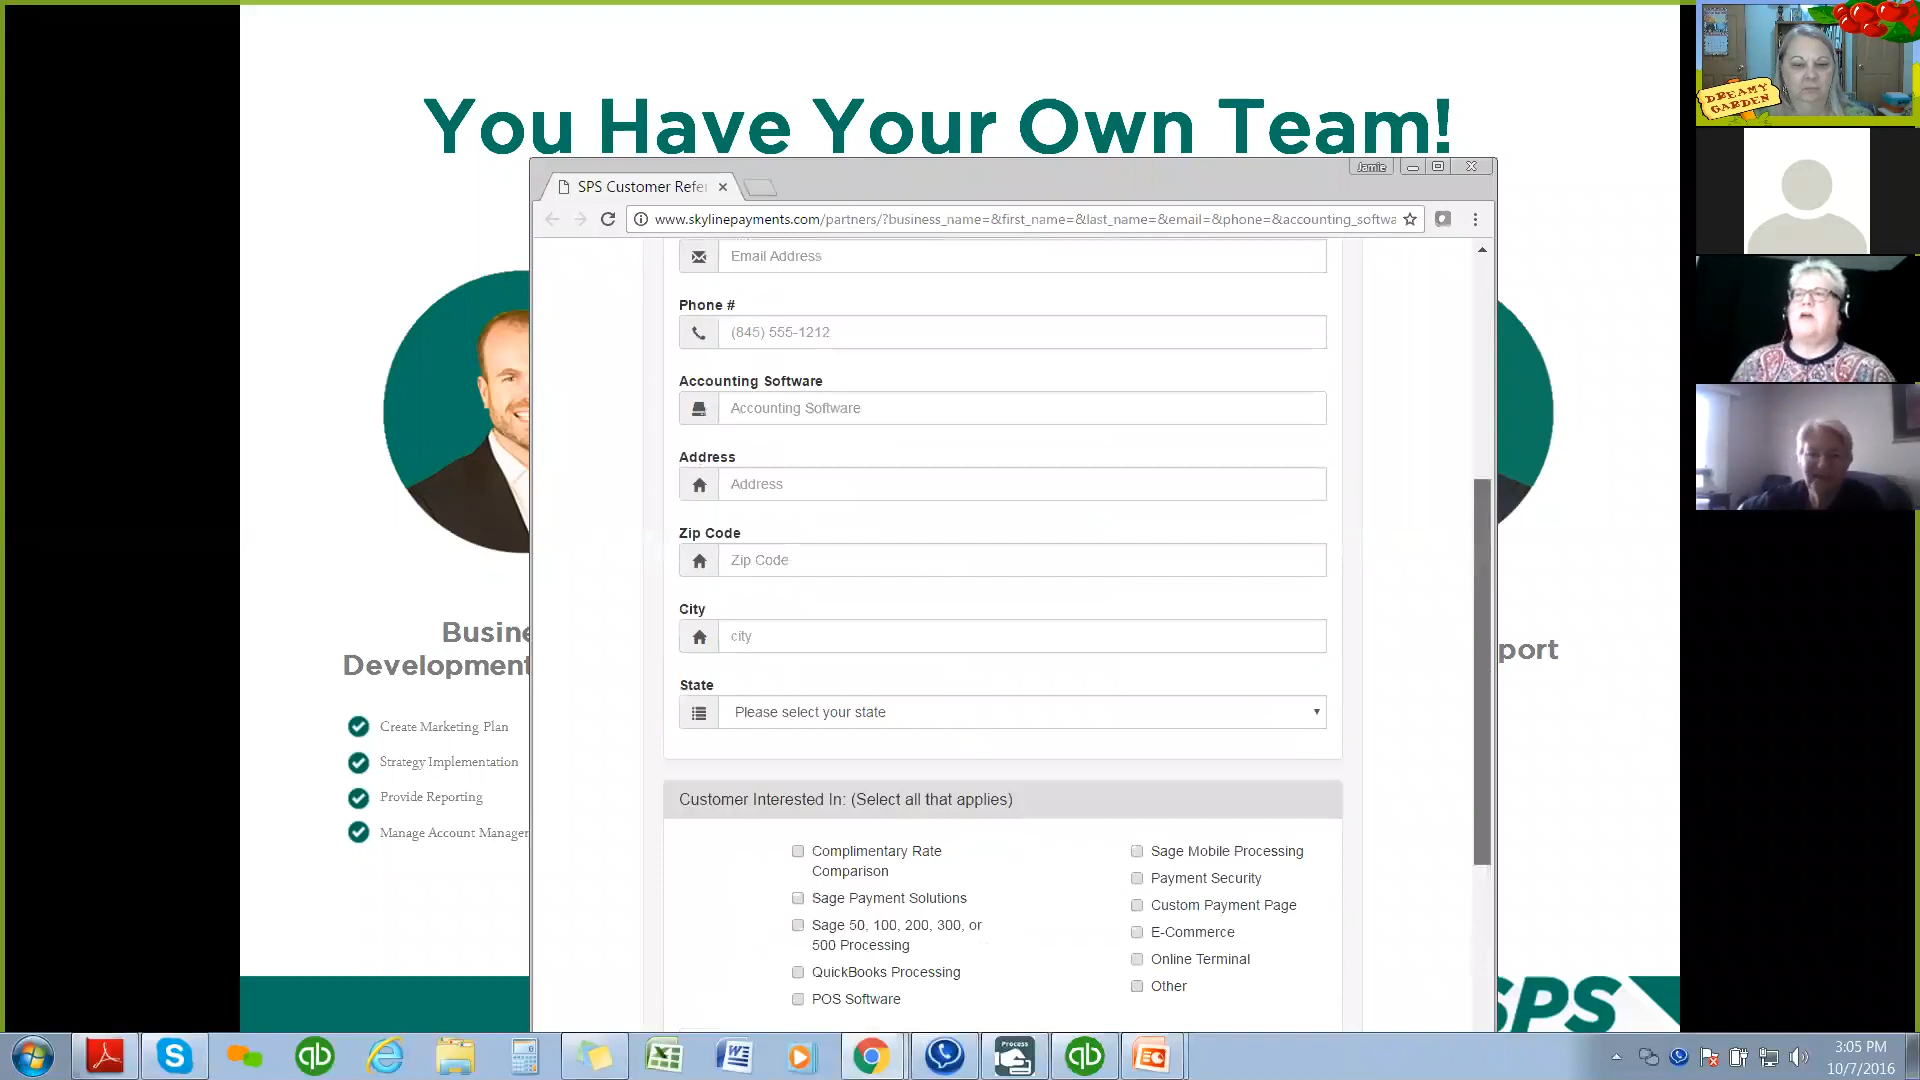 You Have Your Own Team!
DREAMY
GARDEN
Jamie
SPS Customer Refer
www.skylinepayments.com/partners/?business_name=&first_name=&last_name=&email=&phone=&accounting_softwa
Email Address
Phone #
(845) 555-1212
Accounting Software
Accounting Software
Address
Address
Zip Code
Zip Code
City
city
State
Please select your state
Busine
Development
port
Create Marketing Plan
Strategy Implementation
Provide Reporting
Manage Account Manager
Customer Interested In: (Select all that applies)
Complimentary Rate
Comparison
Sage Payment Solutions
Sage 50, 100, 200, 300, or
500 Processing
QuickBooks Processing
POS Software
Sage Mobile Processing
Payment Security
Custom Payment Page
E-Commerce
Online Terminal
Other
SPS
Process
3:05 PM
10/7/2016